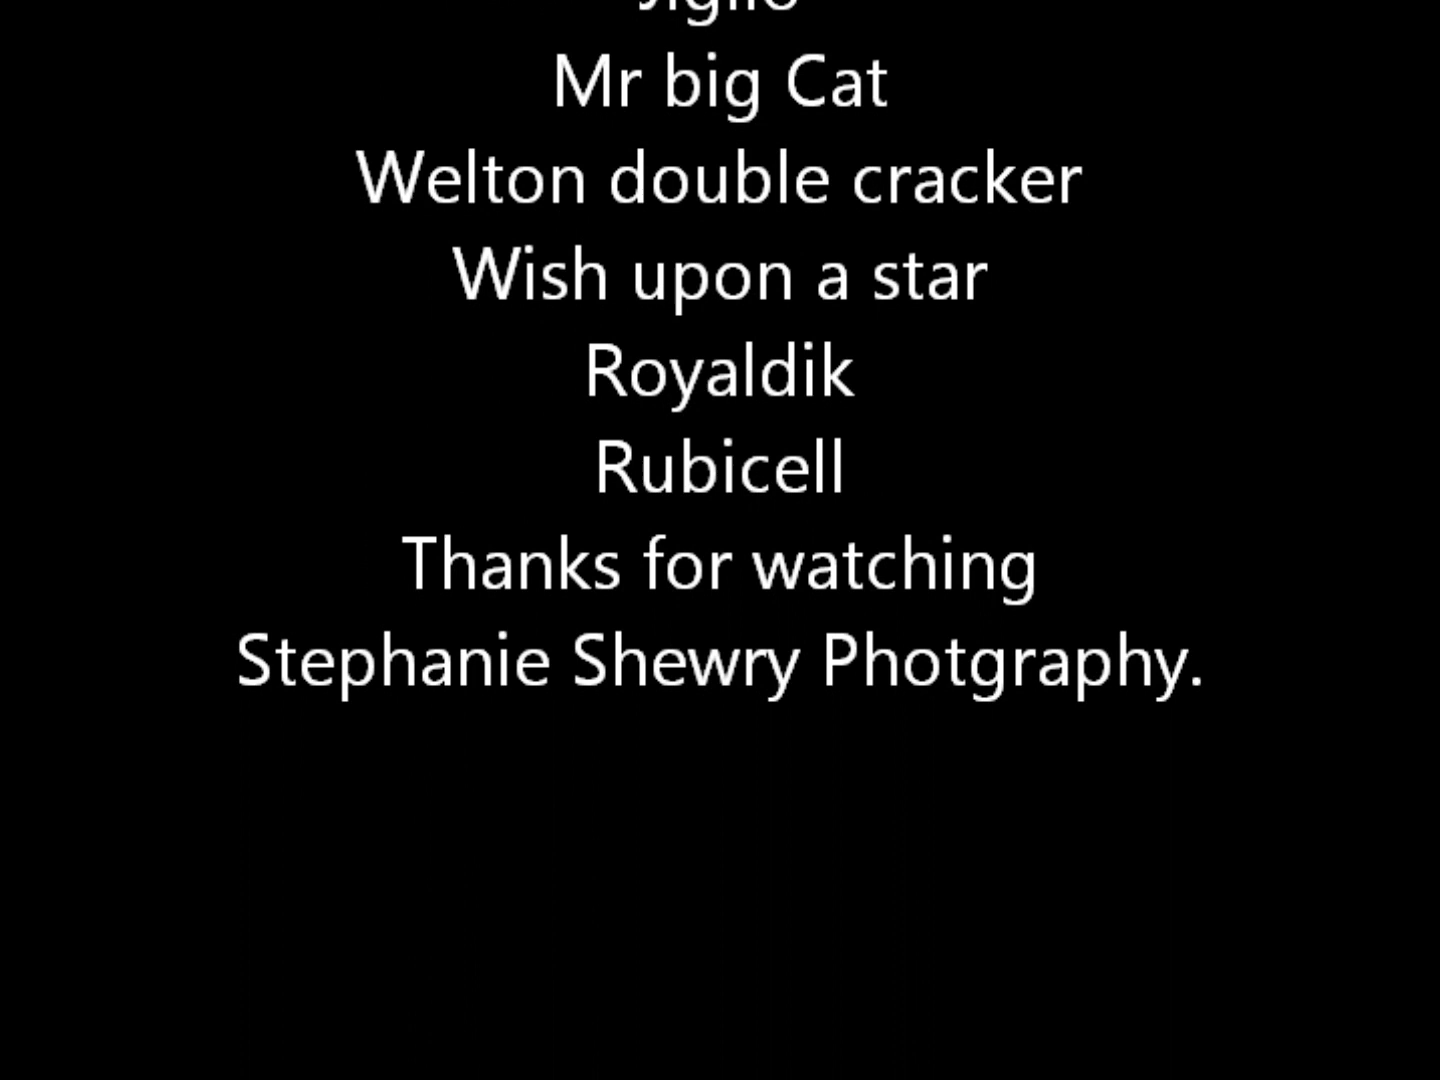 Mr big Cat
Welton double cracker
Wish upon a star
Royaldik
Rubicell
Thanks for watching
Stephanie Shewry Photgraphy.